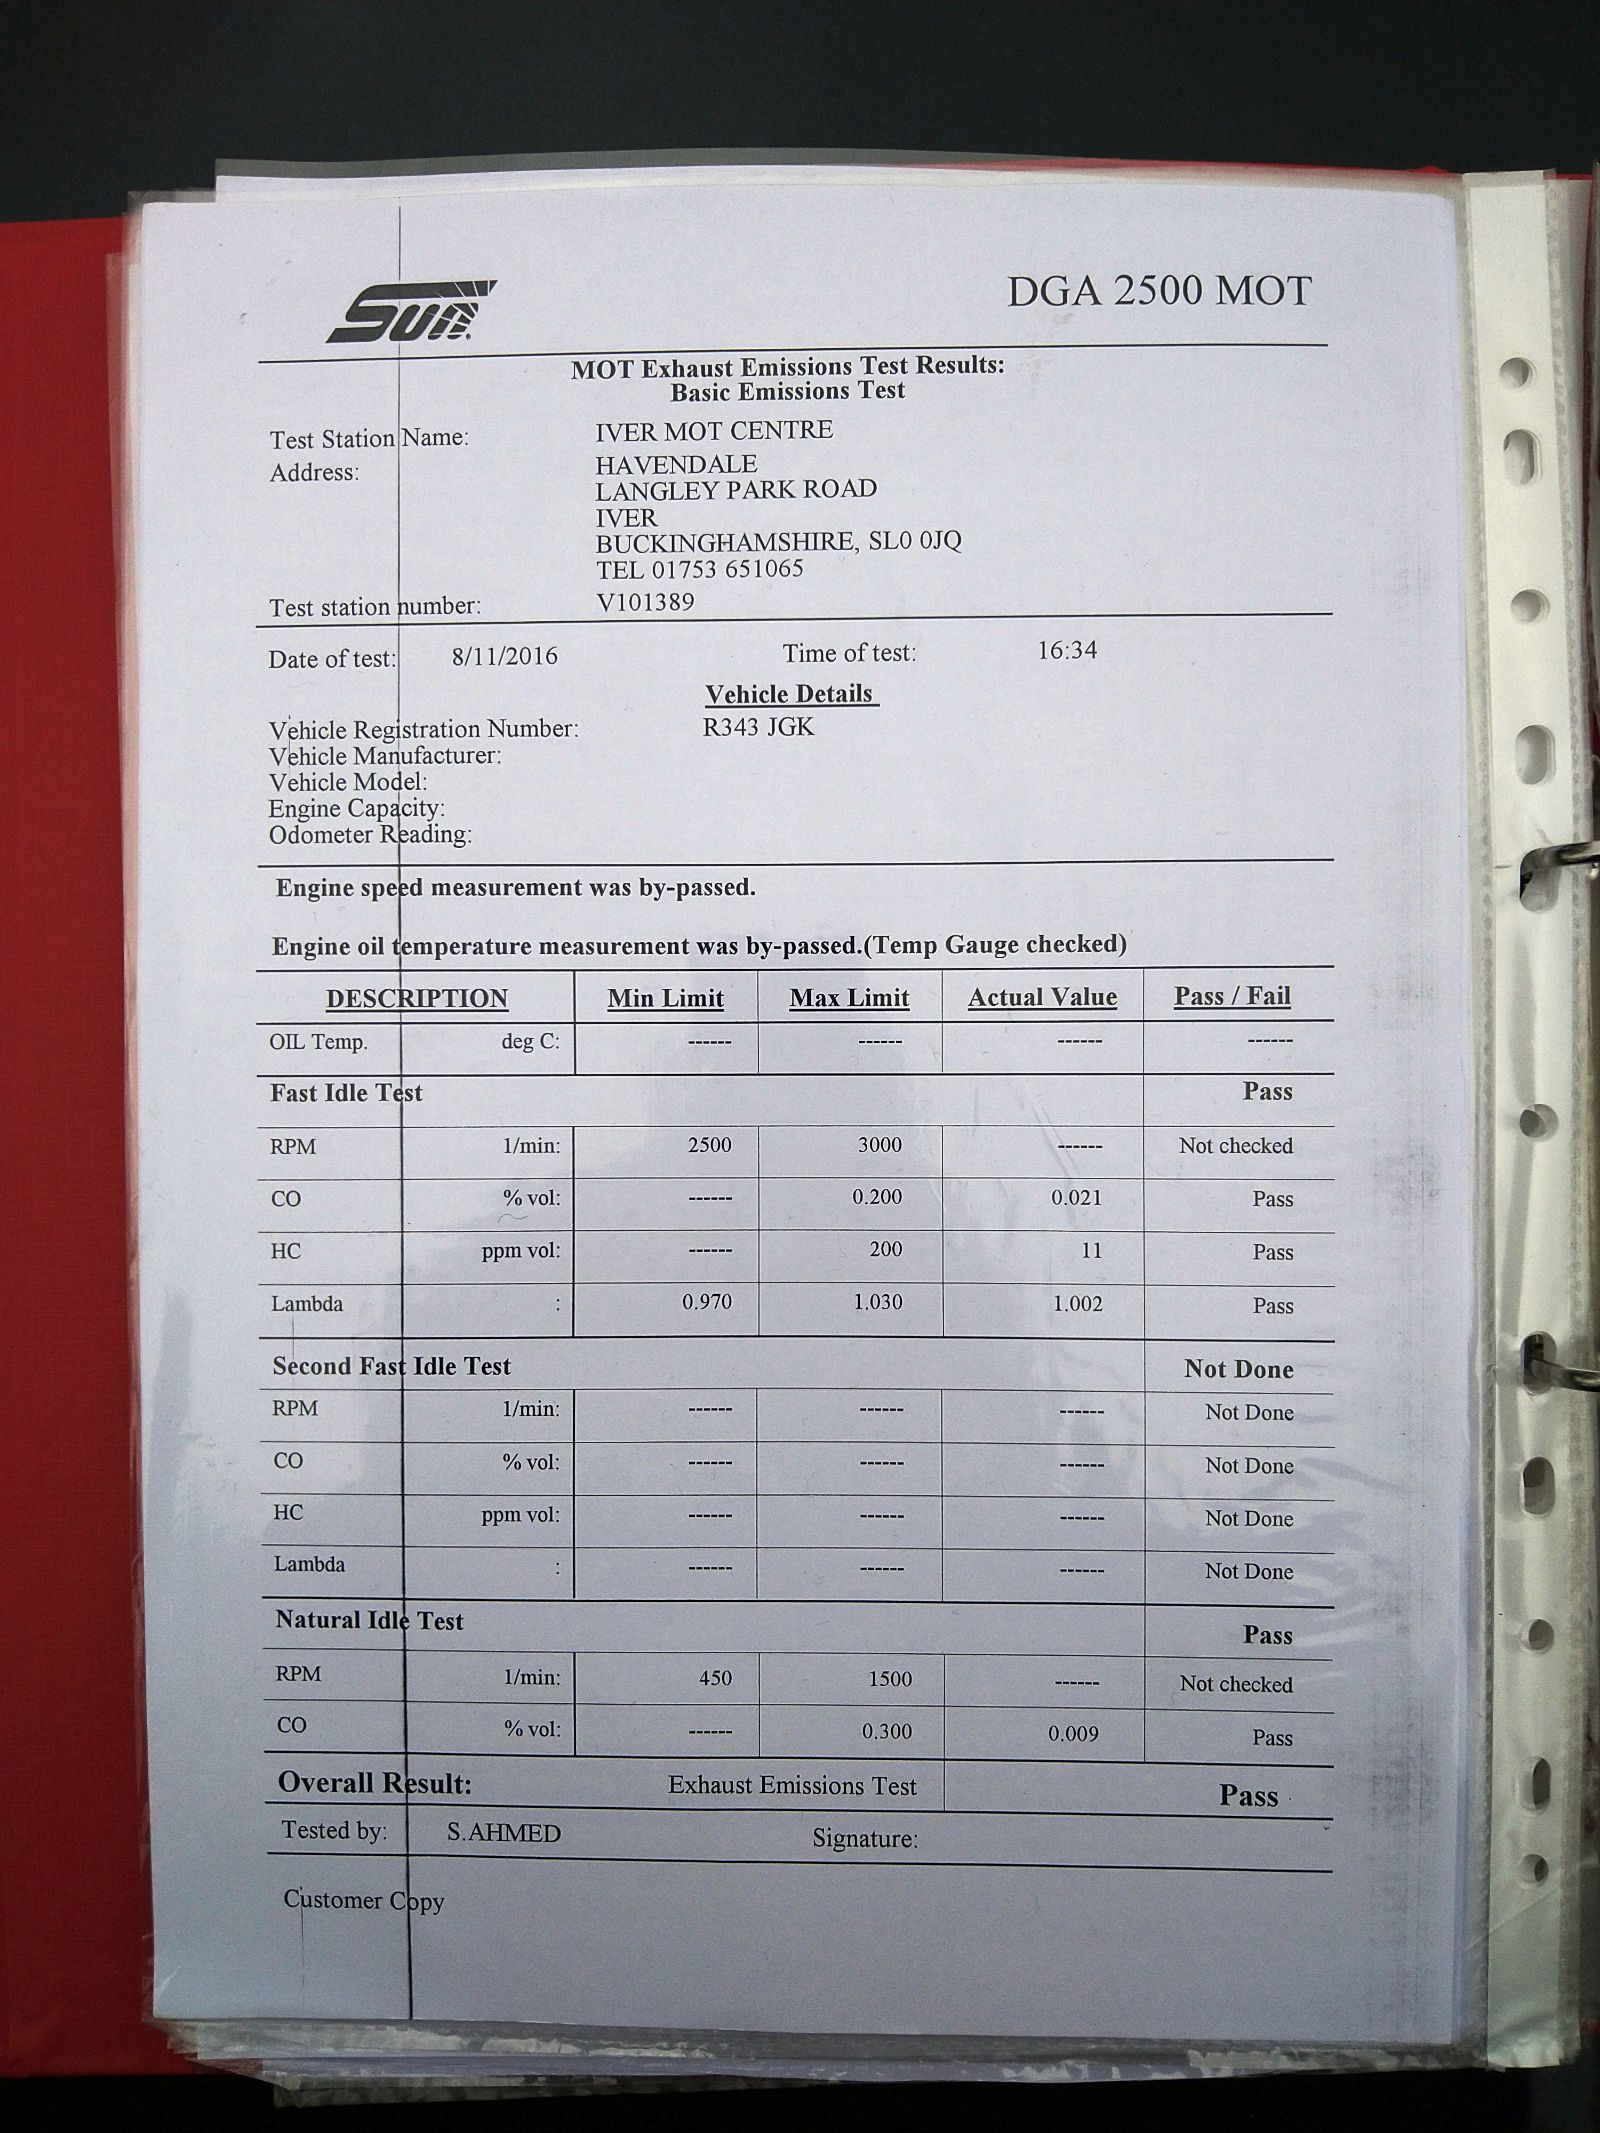 Sun
DGA 2500 MOT
MOT Exhaust Emissions Test Results:
Basic Emissions Test
Test Station Name: IVER MOT CENTRE
Address: HAVENDALE
LANGLEY PARK ROAD
IVER
BUCKINGHAMSHIRE, SL0 0JQ
TEL 01753 651065
Test station number: V101389
Date of test: 8/11/2016 Time of test: 16:34
Vehicle Details
Vehicle Registration Number: R343 JGK
Vehicle Manufacturer:
Vehicle Model:
Engine Capacity:
Odometer Reading:
Engine speed measurement was by-passed.
Engine oil temperature measurement was by-passed.(Temp Gauge checked)
DESCRIPTION Min Limit Max Limit Actual Value Pass / Fail
OIL Temp. deg C: ------ ------ ------ ------
Fast Idle Test Pass
RPM 1/min: 2500 3000 ------ Not checked
CO % vol: ------ 0.200 0.021 Pass
HC ppm vol: ------ 200 11 Pass
Lambda : 0.970 1.030 1.002 Pass
Second Fast Idle Test Not Done
RPM 1/min: ------ ------ ------ Not Done
CO % vol: ------ ------ ------ Not Done
HC ppm vol: ------ ------ ------ Not Done
Lambda : ------ ------ ------ Not Done
Natural Idle Test Pass
RPM 1/min: 450 1500 ------ Not checked
CO % vol: ------ 0.300 0.009 Pass
Overall Result: Exhaust Emissions Test Pass
Tested by: S.AHMED Signature:
Customer Copy